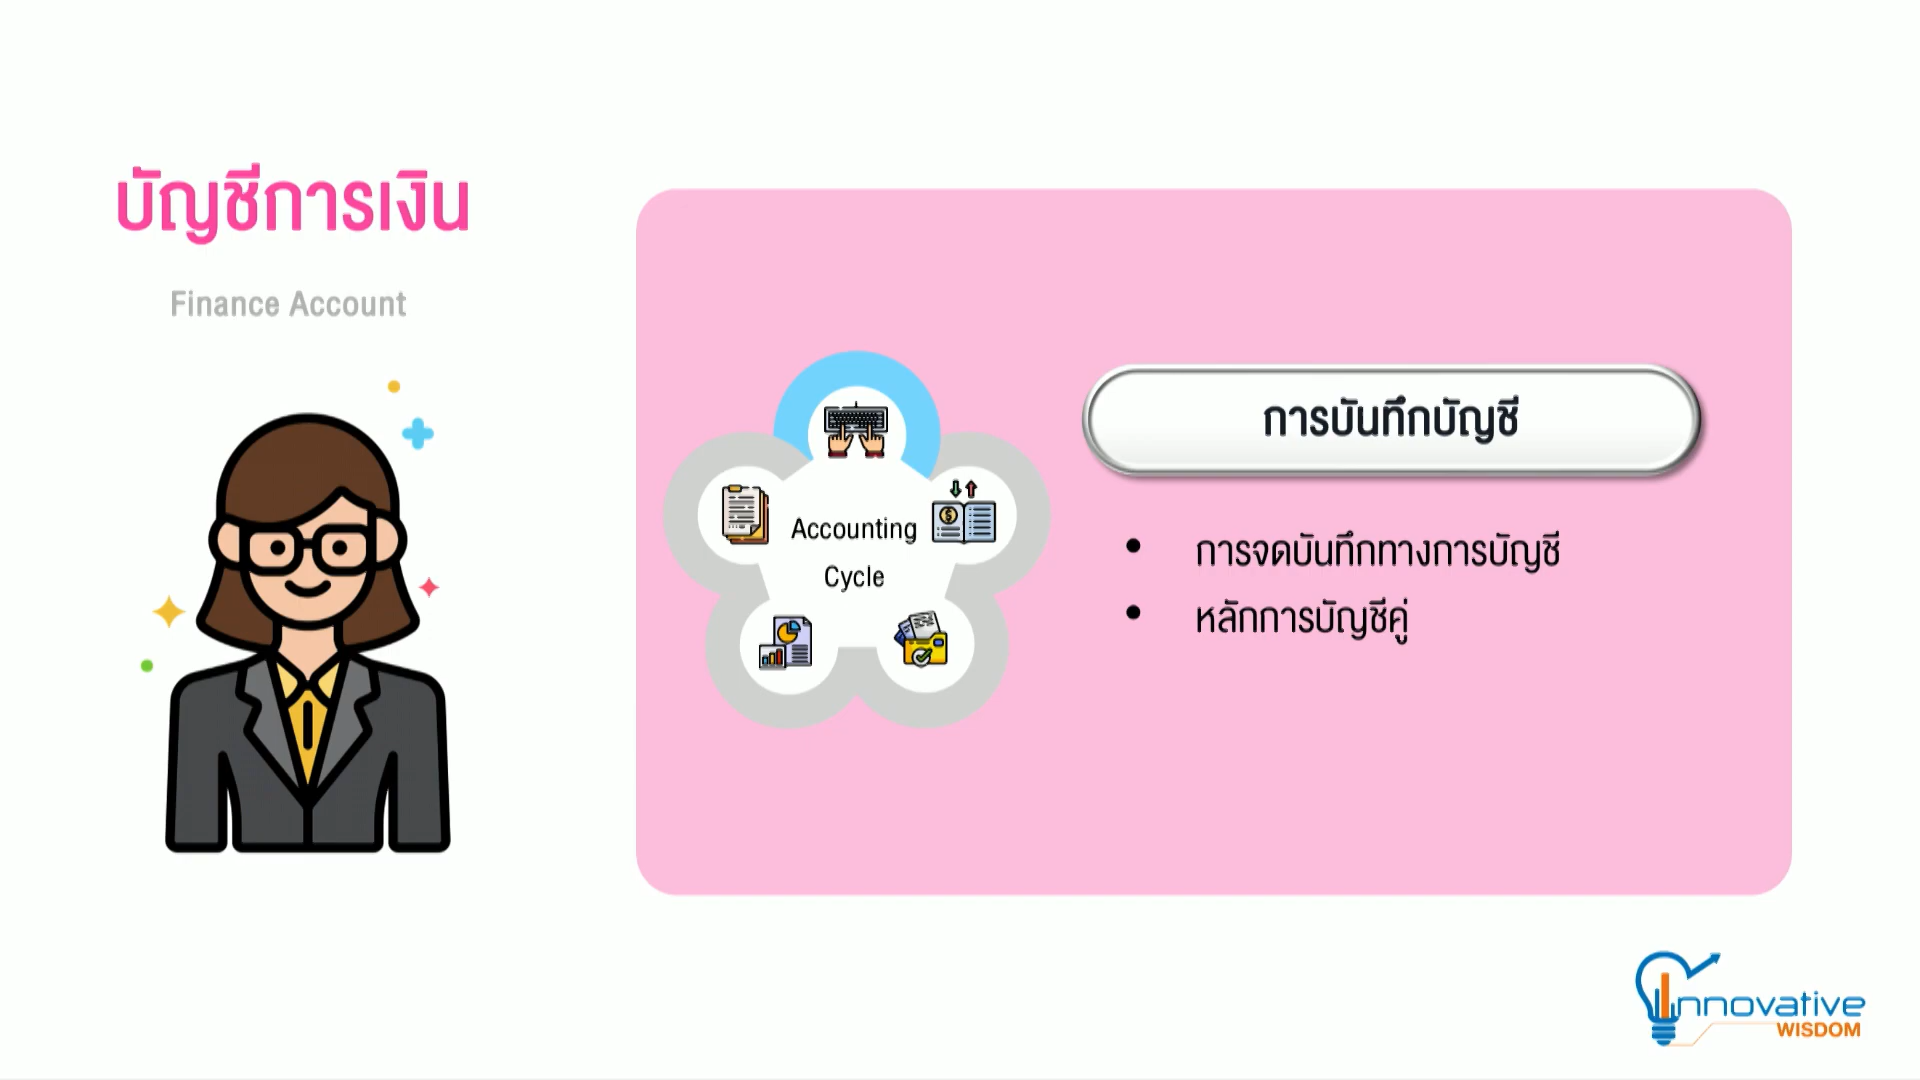 บัญชีการเงิน
Finance Account
Accounting
Cycle
การบันทึกบัญชี
• การจดบันทึกทางการบัญชี
• หลักการบัญชีคู่
innovative
WISDOM